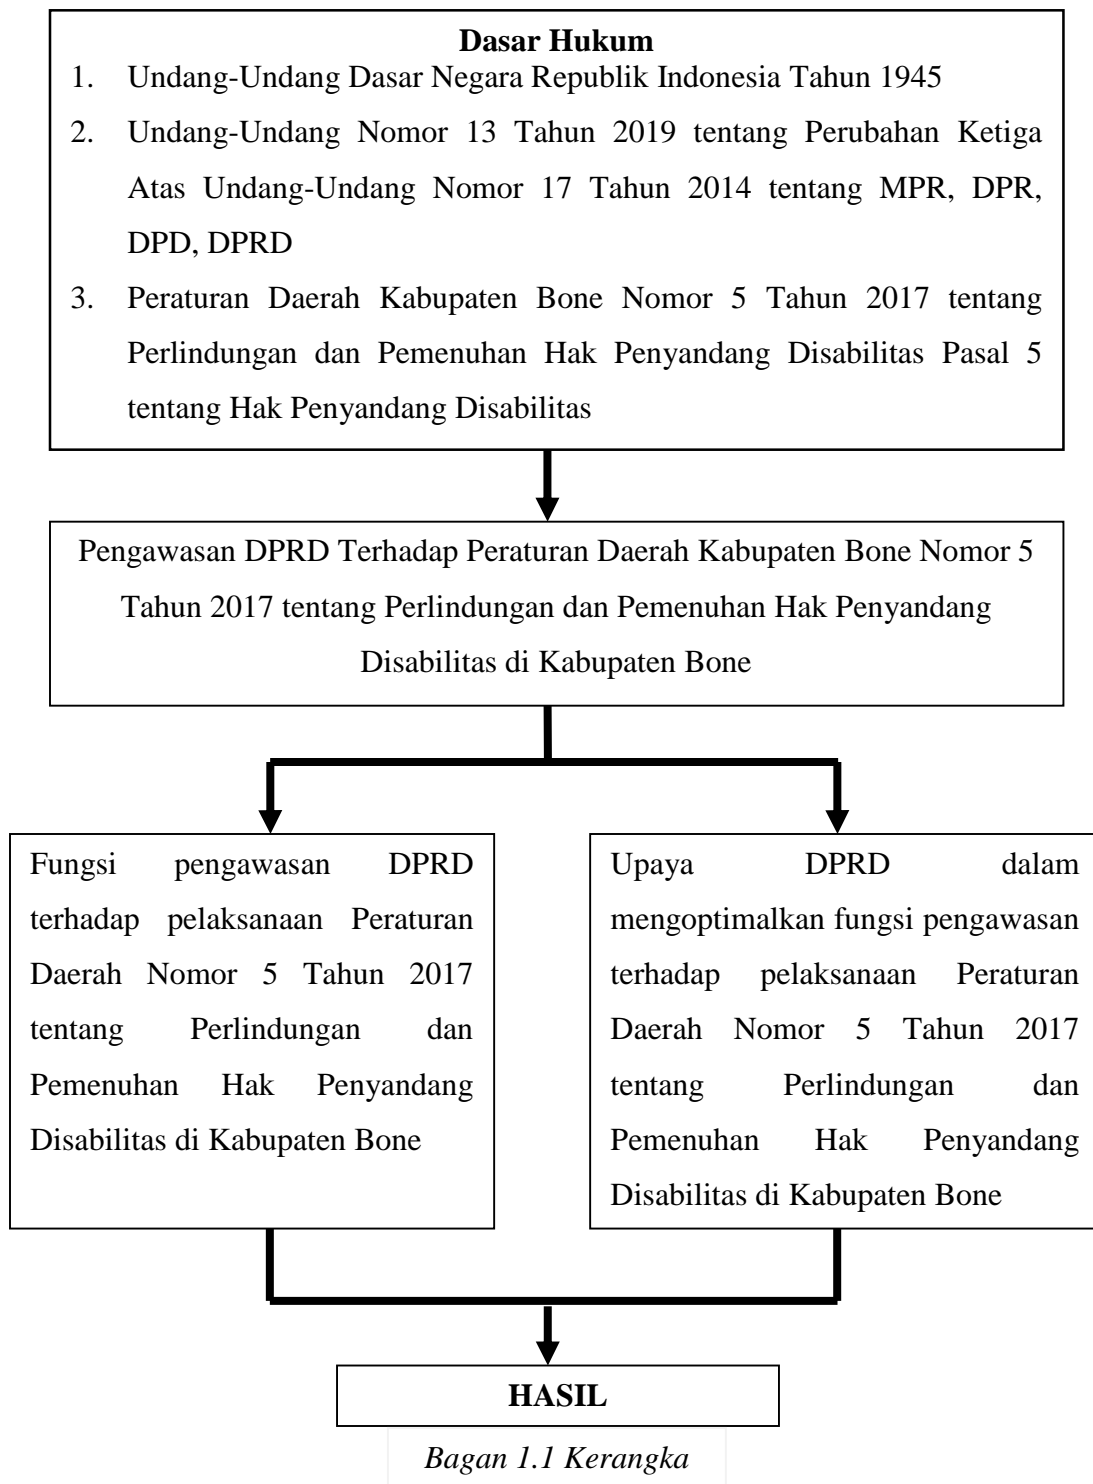 Dasar Hukum
1. Undang-Undang Dasar Negara Republik Indonesia Tahun 1945
2. Undang-Undang Nomor 13 Tahun 2019 tentang Perubahan Ketiga
Atas Undang-Undang Nomor 17 Tahun 2014 tentang MPR, DPR,
DPD, DPRD
3. Peraturan Daerah Kabupaten Bone Nomor 5 Tahun 2017 tentang
Perlindungan dan Pemenuhan Hak Penyandang Disabilitas Pasal 5
tentang Hak Penyandang Disabilitas
Pengawasan DPRD Terhadap Peraturan Daerah Kabupaten Bone Nomor 5
Tahun 2017 tentang Perlindungan dan Pemenuhan Hak Penyandang
Disabilitas di Kabupaten Bone
Fungsi pengawasan DPRD
terhadap pelaksanaan Peraturan
Daerah Nomor 5 Tahun 2017
tentang Perlindungan dan
Pemenuhan Hak Penyandang
Disabilitas di Kabupaten Bone
Upaya DPRD dalam
mengoptimalkan fungsi pengawasan
terhadap pelaksanaan Peraturan
Daerah Nomor 5 Tahun 2017
tentang Perlindungan dan
Pemenuhan Hak Penyandang
Disabilitas di Kabupaten Bone
HASIL
Bagan 1.1 Kerangka